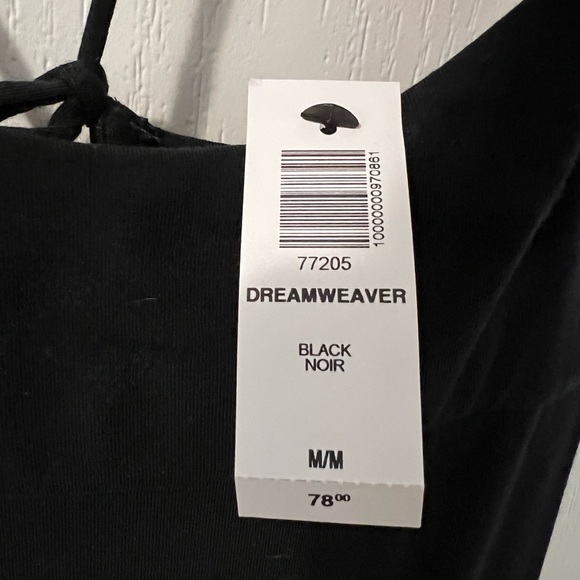 10000000970861
77205
DREAMWEAVER
BLACK
NOIR
M/M
78⁰⁰